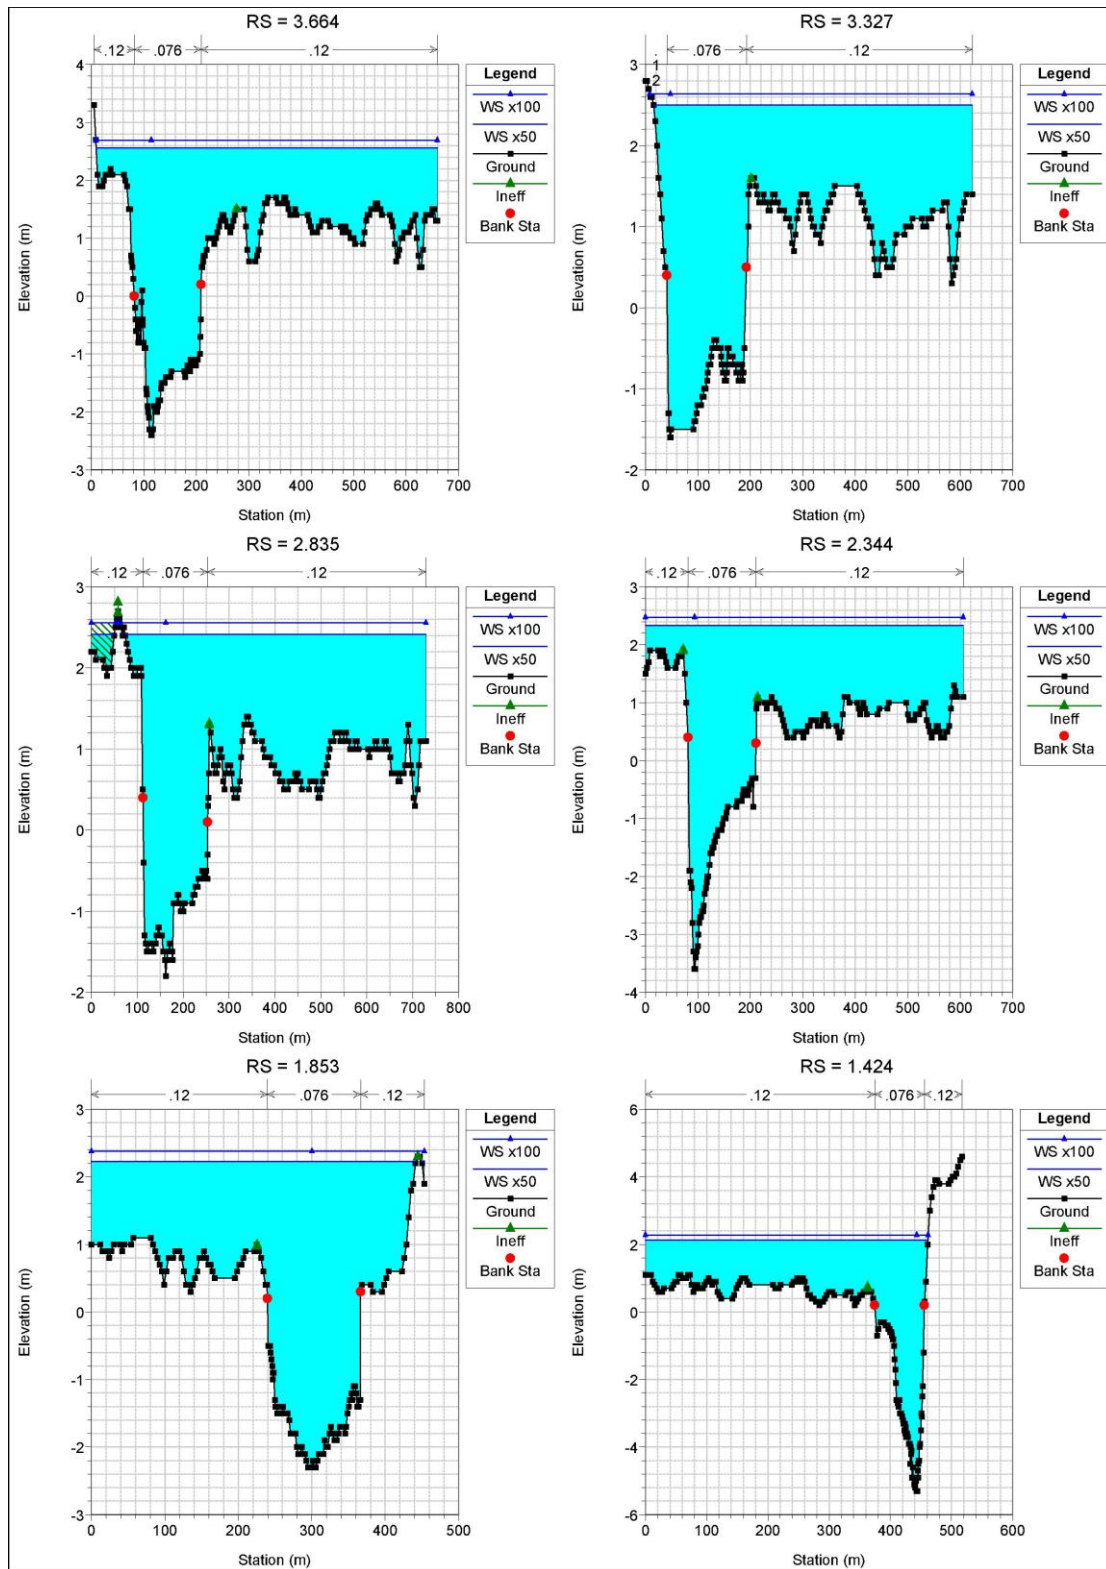 RS = 3.664
.12 .076 .12
4
3
2
1
0
-1
-2
-3
Elevation (m)
0 100 200 300 400 500 600 700
Station (m)
Legend
WS x100
WS x50
Ground
Ineff
Bank Sta
RS = 3.327
.12 .076 .12
3
2
1
0
-1
-2
Elevation (m)
0 100 200 300 400 500 600 700
Station (m)
Legend
WS x100
WS x50
Ground
Ineff
Bank Sta
RS = 2.835
.12 .076 .12
3
2
1
0
-1
-2
Elevation (m)
0 100 200 300 400 500 600 700 800
Station (m)
Legend
WS x100
WS x50
Ground
Ineff
Bank Sta
RS = 2.344
.12 .076 .12
3
2
1
0
-1
-2
-3
-4
Elevation (m)
0 100 200 300 400 500 600 700
Station (m)
Legend
WS x100
WS x50
Ground
Ineff
Bank Sta
RS = 1.853
.12 .076 .12
3
2
1
0
-1
-2
-3
Elevation (m)
0 100 200 300 400 500
Station (m)
Legend
WS x100
WS x50
Ground
Ineff
Bank Sta
RS = 1.424
.12 .076 .12
6
4
2
0
-2
-4
-6
Elevation (m)
0 100 200 300 400 500 600
Station (m)
Legend
WS x100
WS x50
Ground
Ineff
Bank Sta